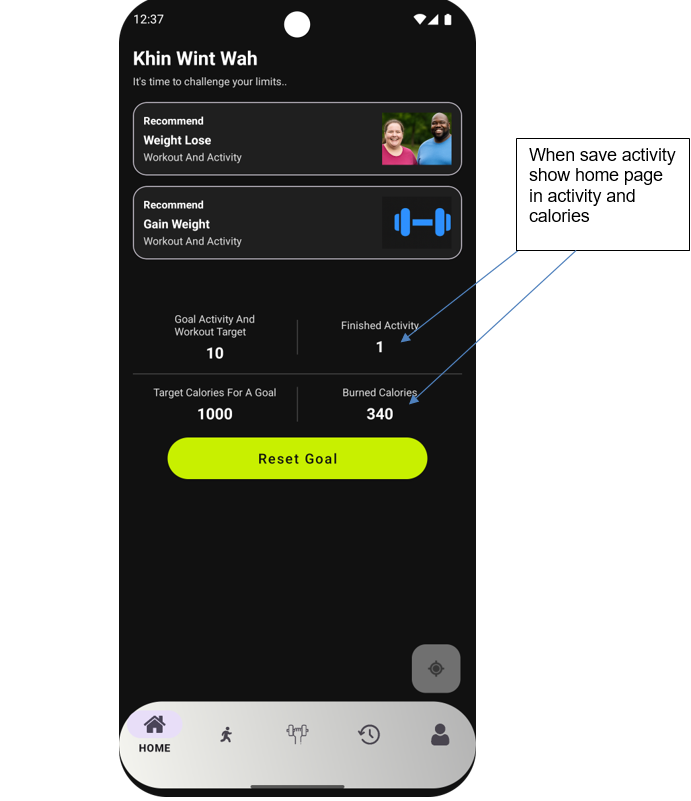 12:37
Khin Wint Wah
It's time to challenge your limits..
Recommend
Weight Lose
Workout And Activity
Recommend
Gain Weight
Workout And Activity
When save activity
show home page
in activity and
calories
Goal Activity And
Workout Target
10
Finished Activity
1
Target Calories For A Goal
1000
Burned Calories
340
Reset Goal
HOME